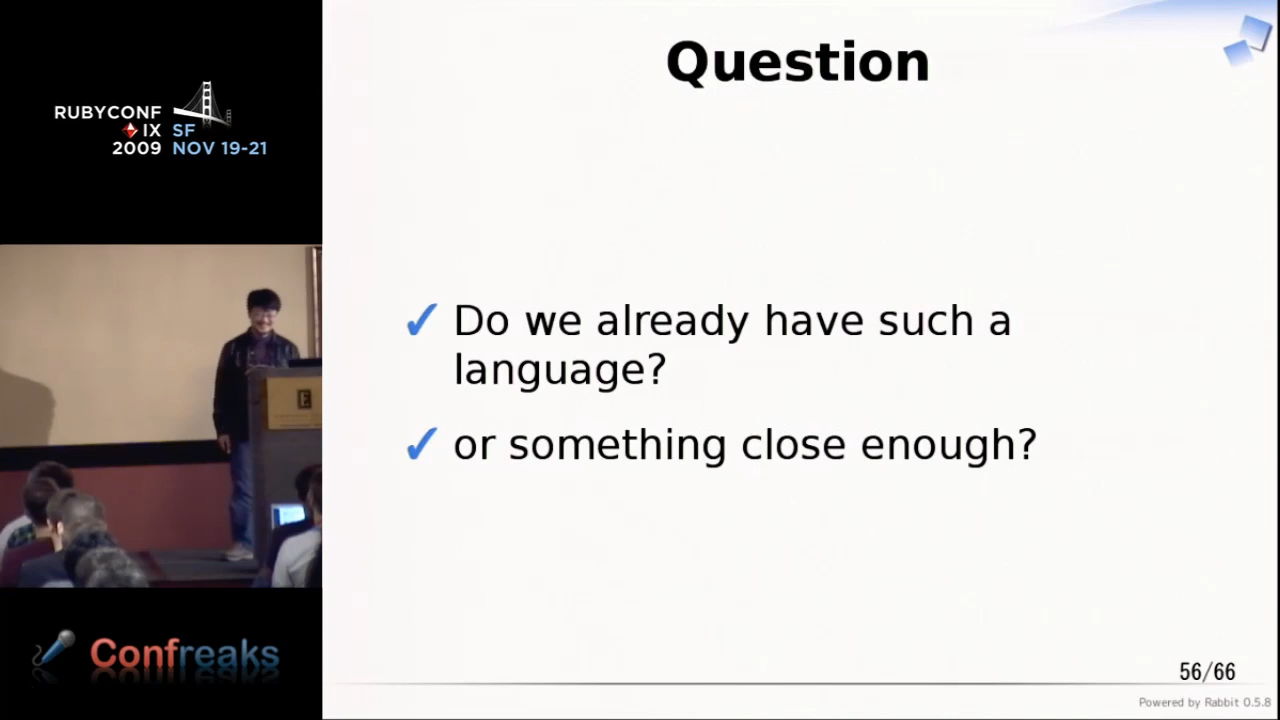 RUBYCONF
IX SF
2009 NOV 19-21
Question
✓ Do we already have such a
language?
✓ or something close enough?
E
Confreaks
56/66
Powered by Rabbit 0.5.8